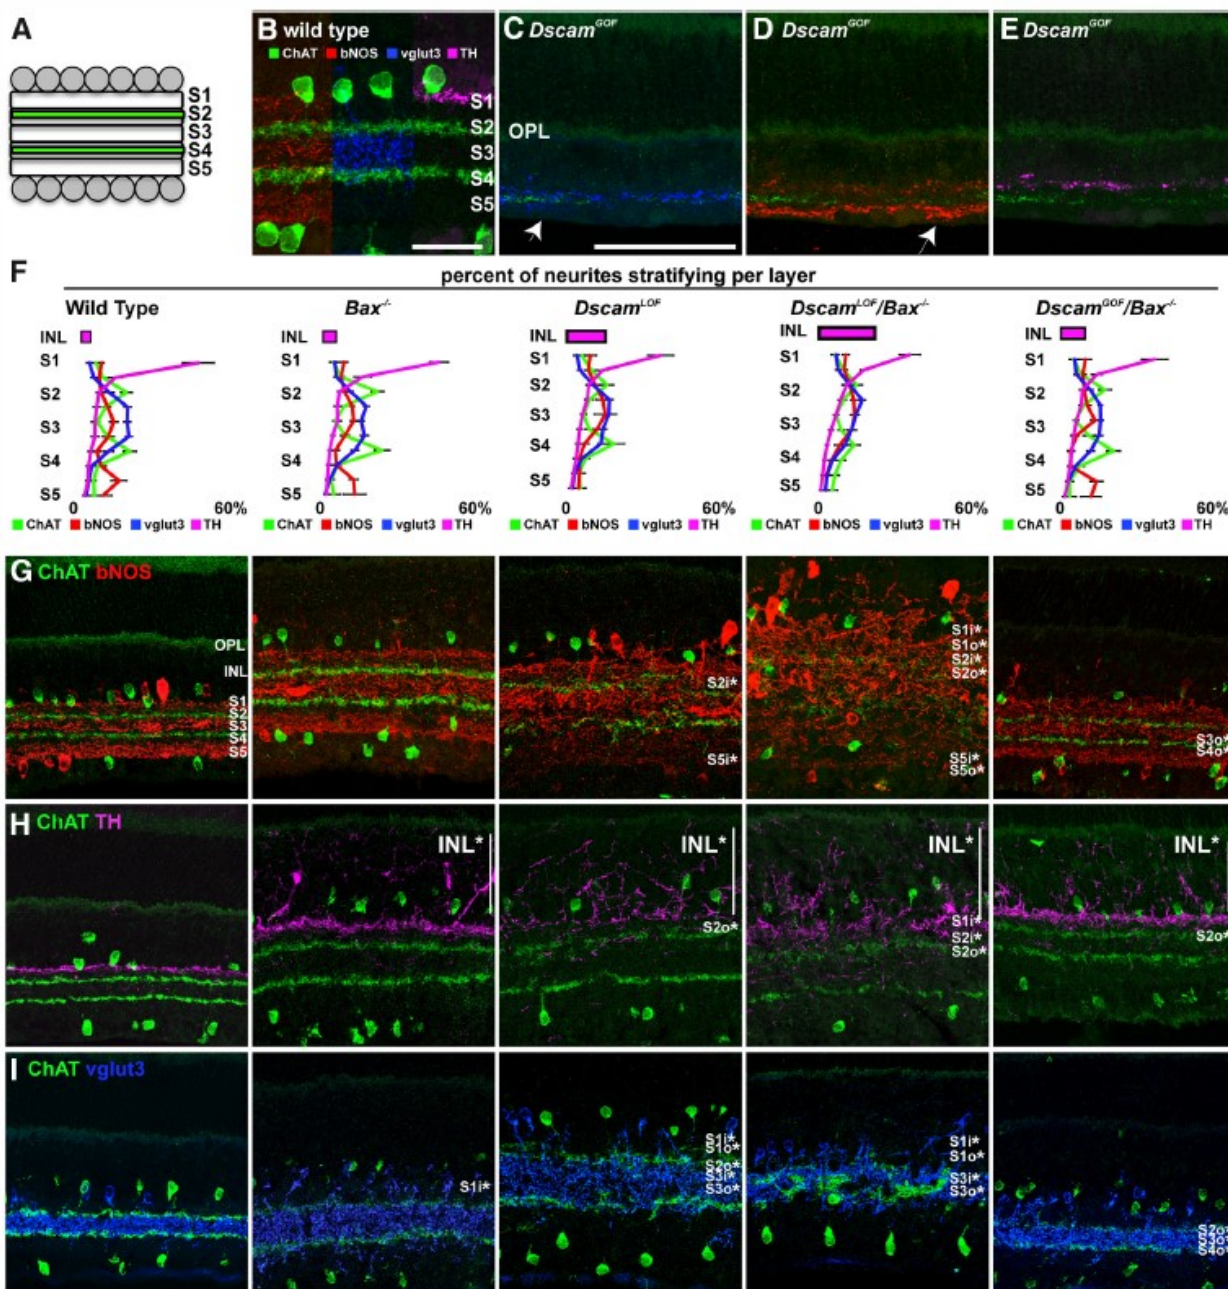 A
S1
S2
S3
S4
S5
B wild type
ChAT bNOS vglut3 TH
S1
S2
S3
S4
S5
C Dscam^GOF
OPL
D Dscam^GOF
E Dscam^GOF
F
percent of neurites stratifying per layer
Wild Type
INL
S1
S2
S3
S4
S5
0 60%
ChAT bNOS vglut3 TH
Bax^-/-
INL
S1
S2
S3
S4
S5
0 60%
ChAT bNOS vglut3 TH
Dscam^LOF
INL
S1
S2
S3
S4
S5
0 60%
ChAT bNOS vglut3 TH
Dscam^LOF/Bax^-/-
INL
S1
S2
S3
S4
S5
0 60%
ChAT bNOS vglut3 TH
Dscam^GOF/Bax^-/-
INL
S1
S2
S3
S4
S5
0 60%
ChAT bNOS vglut3 TH
G ChAT bNOS
OPL
INL
S1
S2
S3
S4
S5
S2i*
S5i*
S1i*
S1o*
S2i*
S2o*
S5i*
S5o*
S3o*
S4o*
H ChAT TH
INL*
INL*
S2o*
INL*
S1i*
S2i*
S2o*
INL*
S2o*
I ChAT vglut3
S1i*
S1i*
S1o*
S2o*
S3i*
S3o*
S1i*
S1o*
S3i*
S3o*
S2o*
S4o*